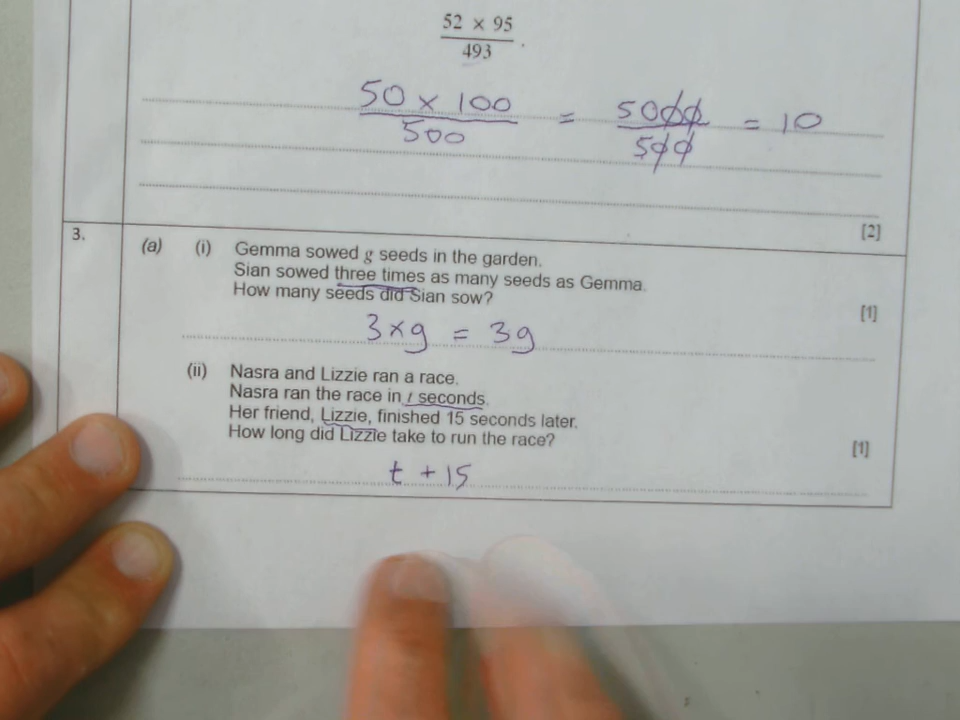 52 × 95
493 .
50 × 100 = 5000 = 10
500 500
[2]
3. (a) (i) Gemma sowed g seeds in the garden.
Sian sowed three times as many seeds as Gemma.
How many seeds did Sian sow?
[1]
3 × g = 3g
(ii) Nasra and Lizzie ran a race.
Nasra ran the race in t seconds.
Her friend, Lizzie, finished 15 seconds later.
How long did Lizzie take to run the race?
[1]
t + 15